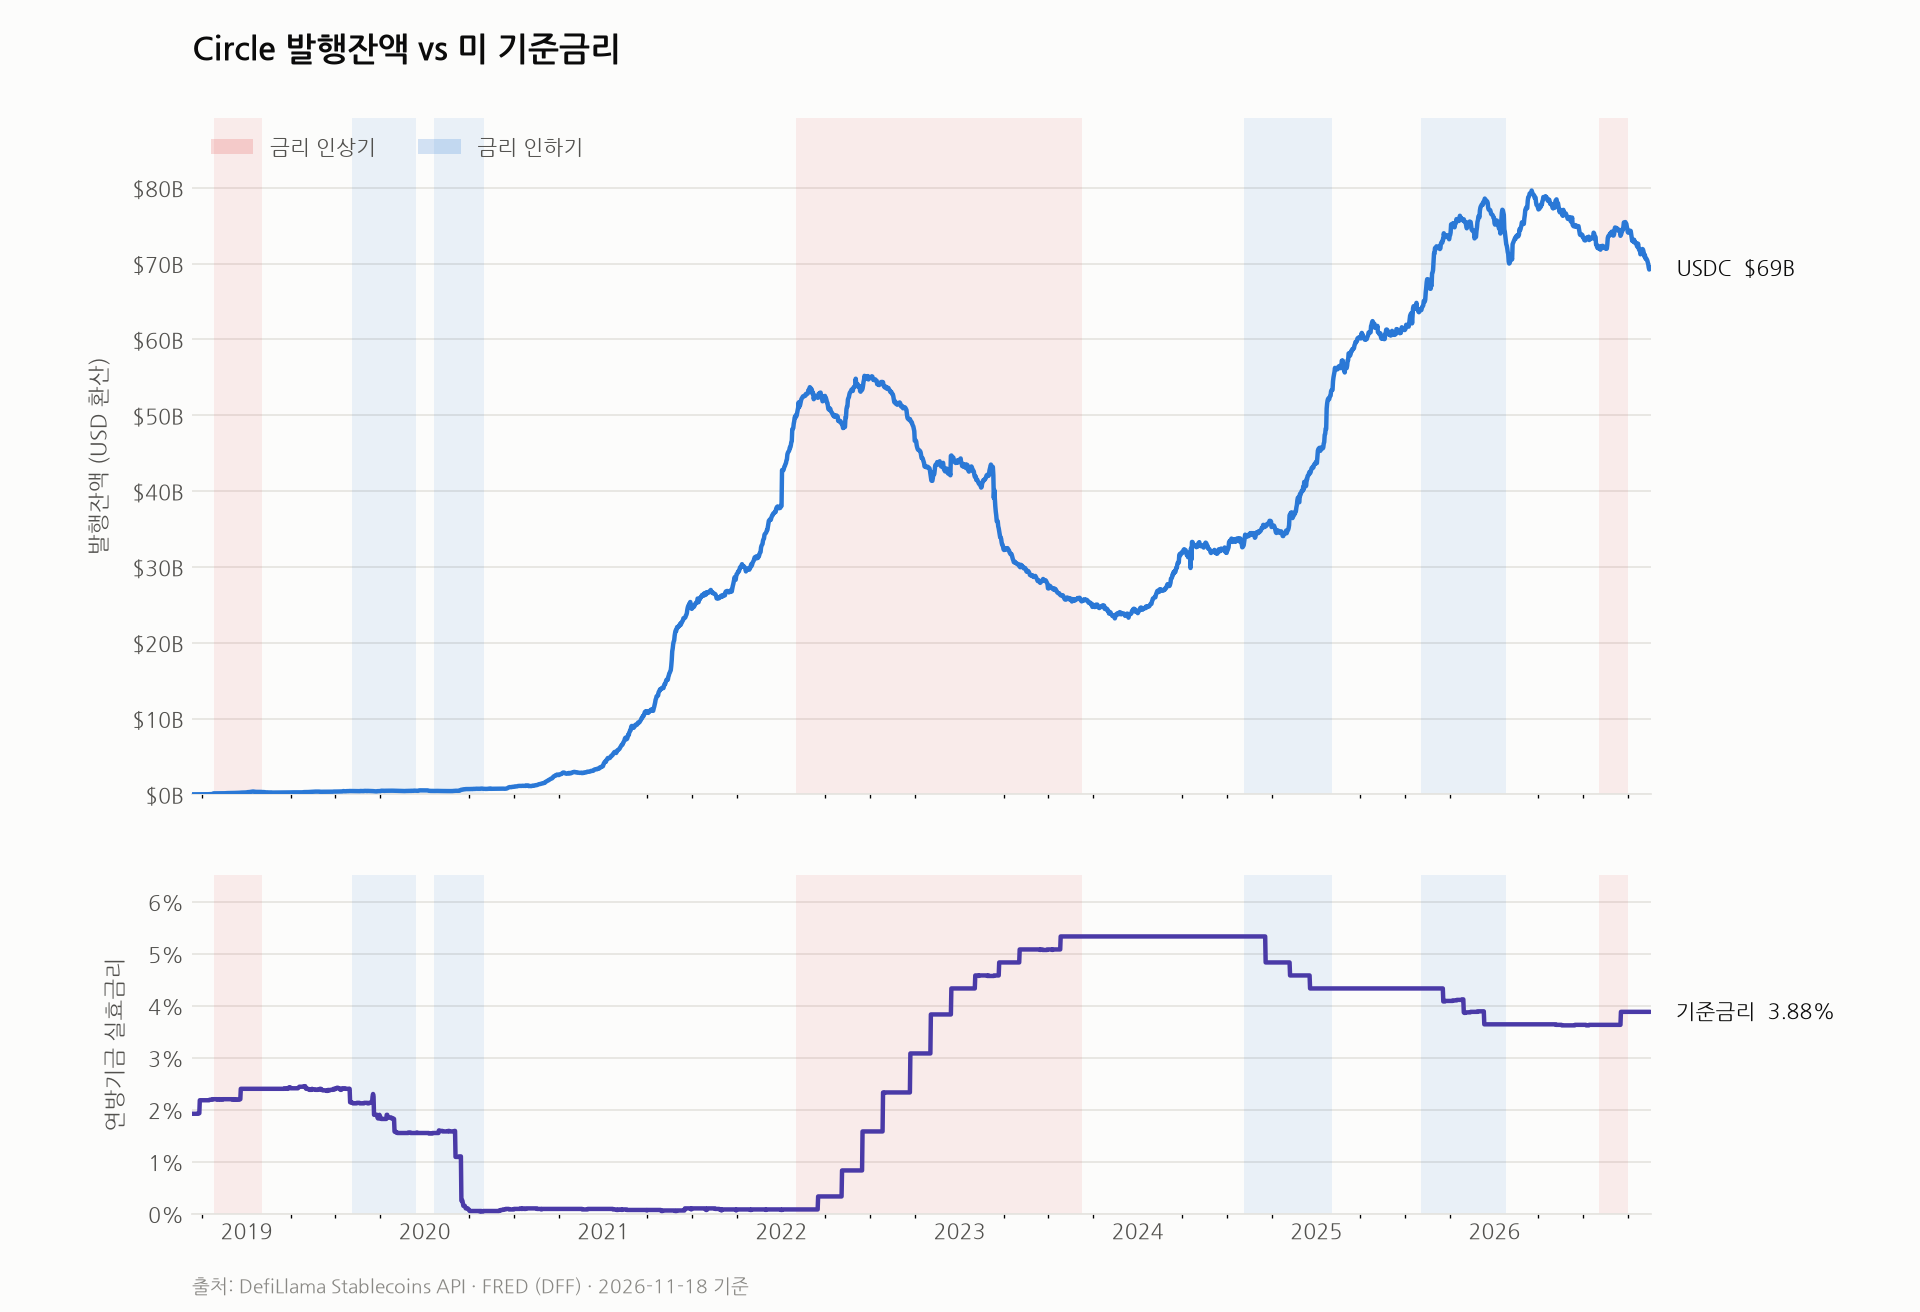 Circle 발행잔액 vs 미 기준금리
금리 인상기
금리 인하기
$80B
$70B
$60B
$50B
$40B
$30B
$20B
$10B
$0B
발행잔액 (USD 환산)
USDC $69B
6%
5%
4%
3%
2%
1%
0%
연방기금 실효금리
기준금리 3.88%
2019 2020 2021 2022 2023 2024 2025 2026
출처: DefiLlama Stablecoins API · FRED (DFF) · 2026-11-18 기준